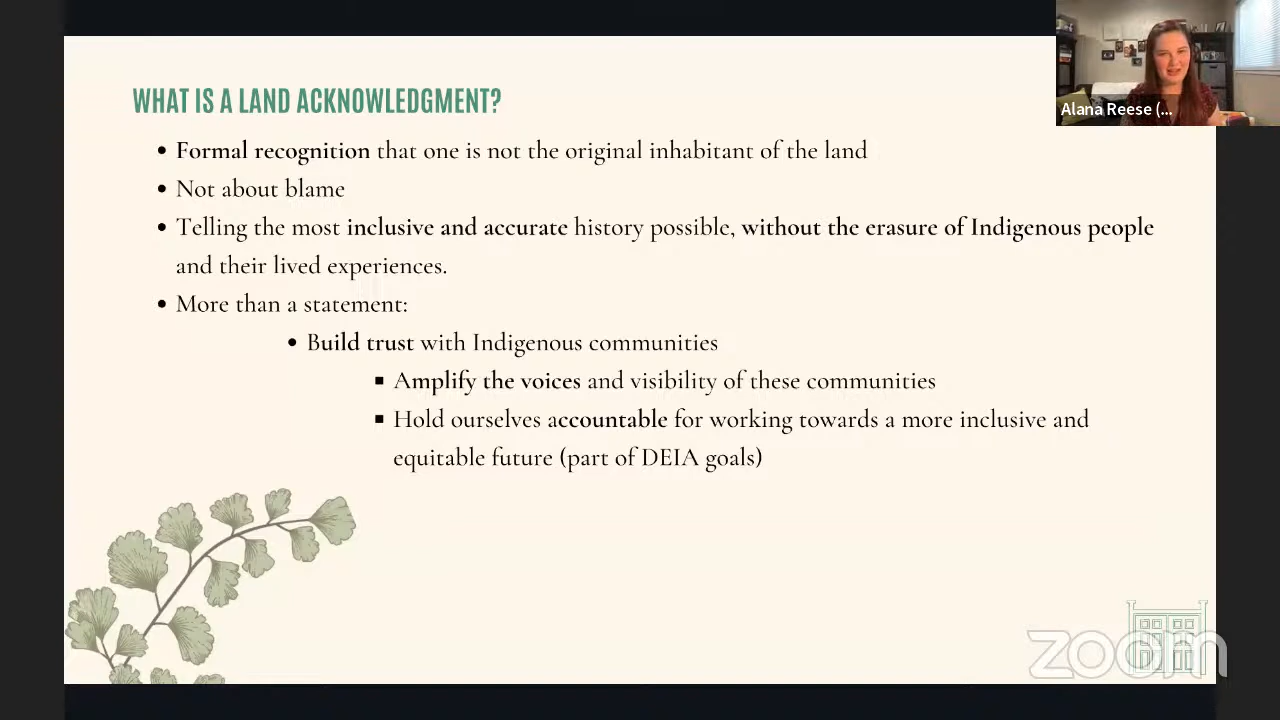 WHAT IS A LAND ACKNOWLEDGMENT?
• Formal recognition that one is not the original inhabitant of the land
• Not about blame
• Telling the most inclusive and accurate history possible, without the erasure of Indigenous people
and their lived experiences.
• More than a statement:
• Build trust with Indigenous communities
▪ Amplify the voices and visibility of these communities
▪ Hold ourselves accountable for working towards a more inclusive and
equitable future (part of DEIA goals)
Alana Reese (...
zoom